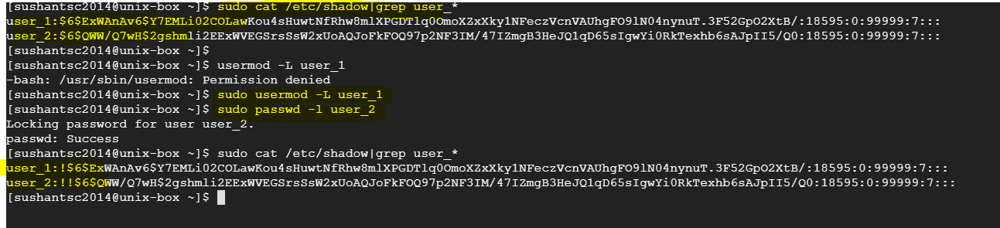 [sushantsc2014@unix-box ~]$ sudo cat /etc/shadow|grep user_*
user_1:$6$ExWAnAv6$Y7EMLi02COLawKou4sHuwtNfRhw8mlXPGDTlq0OmoXZxXky1NFeczVcnVAUhgFO9lN04nynuT.3F52GpO2XtB/:18595:0:99999:7:::
user_2:$6$QWW/Q7wH$2gshmli2EExWVEGSrsSsW2xUoAQJoFkFOQ97p2NF3IM/47IZmgB3HeJQ1qD65sIgwYi0RkTexhb6sAJpII5/Q0:18595:0:99999:7:::
[sushantsc2014@unix-box ~]$
[sushantsc2014@unix-box ~]$ usermod -L user_1
-bash: /usr/sbin/usermod: Permission denied
[sushantsc2014@unix-box ~]$ sudo usermod -L user_1
[sushantsc2014@unix-box ~]$ sudo passwd -l user_2
Locking password for user user_2.
passwd: Success
[sushantsc2014@unix-box ~]$ sudo cat /etc/shadow|grep user_*
user_1:!$6$ExWAnAv6$Y7EMLi02COLawKou4sHuwtNfRhw8mlXPGDTlq0OmoXZxXky1NFeczVcnVAUhgFO9lN04nynuT.3F52GpO2XtB/:18595:0:99999:7:::
user_2:!!$6$QWW/Q7wH$2gshmli2EExWVEGSrsSsW2xUoAQJoFkFOQ97p2NF3IM/47IZmgB3HeJQ1qD65sIgwYi0RkTexhb6sAJpII5/Q0:18595:0:99999:7:::
[sushantsc2014@unix-box ~]$